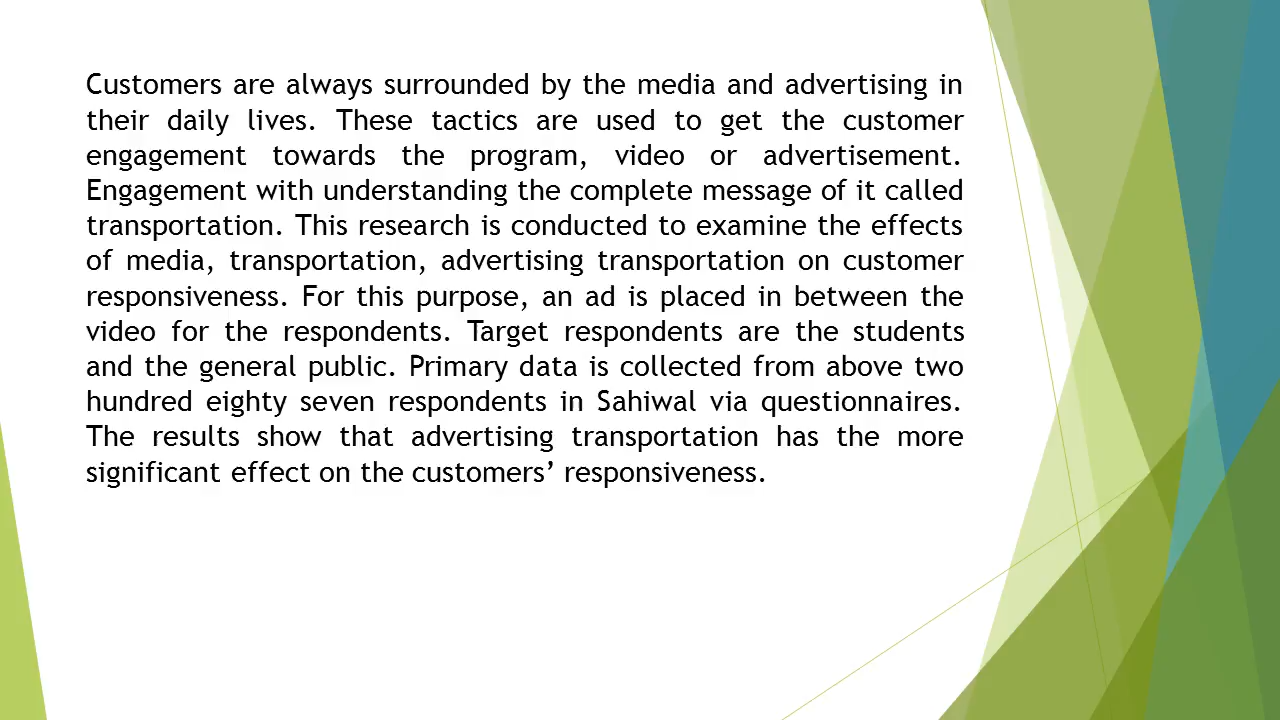 Customers are always surrounded by the media and advertising in
their daily lives. These tactics are used to get the customer
engagement towards the program, video or advertisement.
Engagement with understanding the complete message of it called
transportation. This research is conducted to examine the effects
of media, transportation, advertising transportation on customer
responsiveness. For this purpose, an ad is placed in between the
video for the respondents. Target respondents are the students
and the general public. Primary data is collected from above two
hundred eighty seven respondents in Sahiwal via questionnaires.
The results show that advertising transportation has the more
significant effect on the customers’ responsiveness.